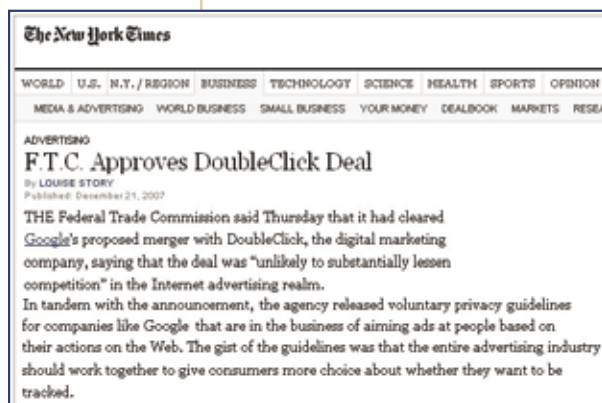 The New York Times
WORLD U.S. N.Y. / REGION BUSINESS TECHNOLOGY SCIENCE HEALTH SPORTS OPINION
MEDIA & ADVERTISING WORLD BUSINESS SMALL BUSINESS YOUR MONEY DEALBOOK MARKETS
ADVERTISING
F.T.C. Approves DoubleClick Deal
By LOUISE STORY
Published: December 21, 2007
THE Federal Trade Commission said Thursday that it had cleared
Google's proposed merger with DoubleClick, the digital marketing
company, saying that the deal was "unlikely to substantially lessen
competition" in the Internet advertising realm.
In tandem with the announcement, the agency released voluntary privacy guidelines
for companies like Google that are in the business of aiming ads at people based on
their actions on the Web. The gist of the guidelines was that the entire advertising industry
should work together to give consumers more choice about whether they want to be
tracked.